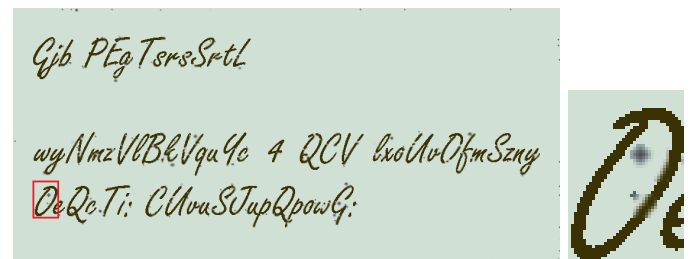 Gjb PEgTsrsSrtL
wyNmzVlBkVquYc 4 QCV lxoUvOfmSzny
OeQcTi: CUvuSJupQpowG: